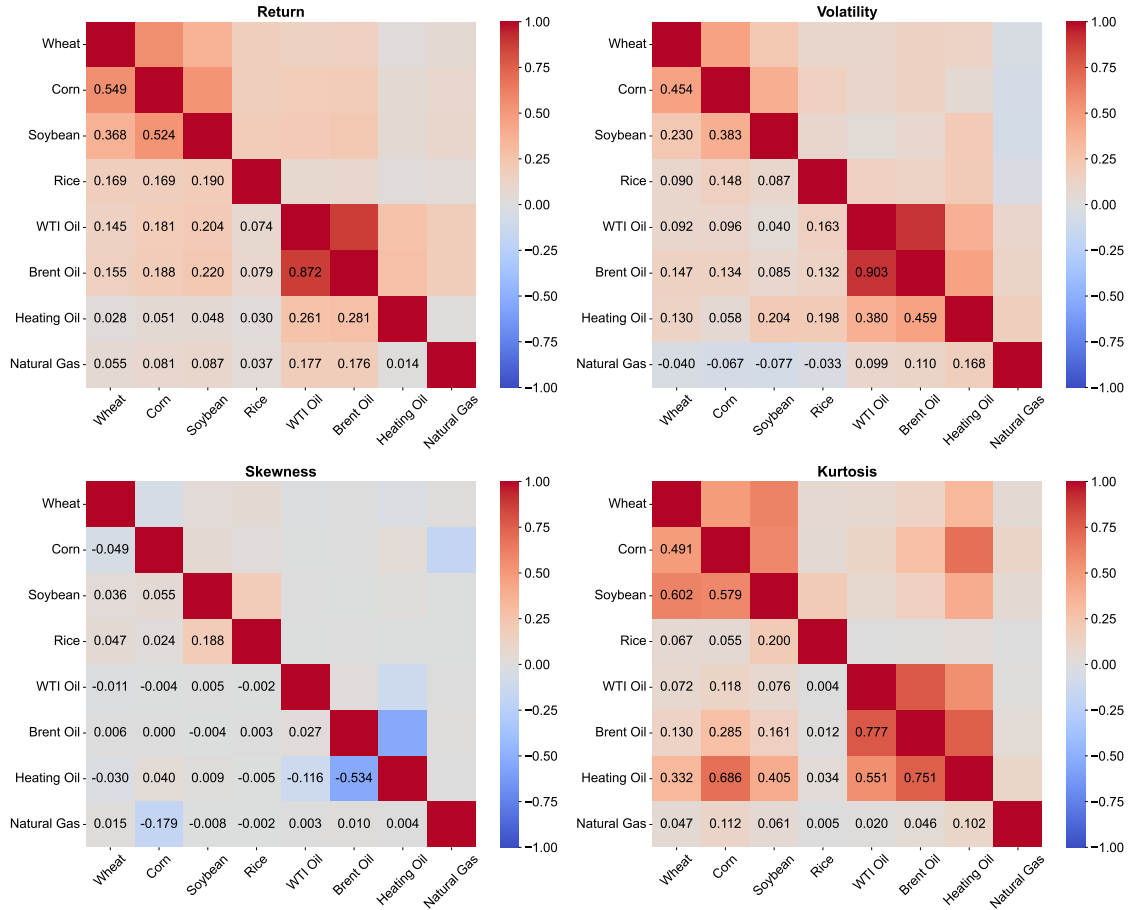 Return
Wheat
Corn 0.549
Soybean 0.368 0.524
Rice 0.169 0.169 0.190
WTI Oil 0.145 0.181 0.204 0.074
Brent Oil 0.155 0.188 0.220 0.079 0.872
Heating Oil 0.028 0.051 0.048 0.030 0.261 0.281
Natural Gas 0.055 0.081 0.087 0.037 0.177 0.176 0.014
Wheat Corn Soybean Rice WTI Oil Brent Oil Heating Oil Natural Gas
1.00
0.75
0.50
0.25
0.00
−0.25
−0.50
−0.75
−1.00
Volatility
Wheat
Corn 0.454
Soybean 0.230 0.383
Rice 0.090 0.148 0.087
WTI Oil 0.092 0.096 0.040 0.163
Brent Oil 0.147 0.134 0.085 0.132 0.903
Heating Oil 0.130 0.058 0.204 0.198 0.380 0.459
Natural Gas -0.040 -0.067 -0.077 -0.033 0.099 0.110 0.168
Wheat Corn Soybean Rice WTI Oil Brent Oil Heating Oil Natural Gas
1.00
0.75
0.50
0.25
0.00
−0.25
−0.50
−0.75
−1.00
Skewness
Wheat
Corn -0.049
Soybean 0.036 0.055
Rice 0.047 0.024 0.188
WTI Oil -0.011 -0.004 0.005 -0.002
Brent Oil 0.006 0.000 -0.004 0.003 0.027
Heating Oil -0.030 0.040 0.009 -0.005 -0.116 -0.534
Natural Gas 0.015 -0.179 -0.008 -0.002 0.003 0.010 0.004
Wheat Corn Soybean Rice WTI Oil Brent Oil Heating Oil Natural Gas
1.00
0.75
0.50
0.25
0.00
−0.25
−0.50
−0.75
−1.00
Kurtosis
Wheat
Corn 0.491
Soybean 0.602 0.579
Rice 0.067 0.055 0.200
WTI Oil 0.072 0.118 0.076 0.004
Brent Oil 0.130 0.285 0.161 0.012 0.777
Heating Oil 0.332 0.686 0.405 0.034 0.551 0.751
Natural Gas 0.047 0.112 0.061 0.005 0.020 0.046 0.102
Wheat Corn Soybean Rice WTI Oil Brent Oil Heating Oil Natural Gas
1.00
0.75
0.50
0.25
0.00
−0.25
−0.50
−0.75
−1.00